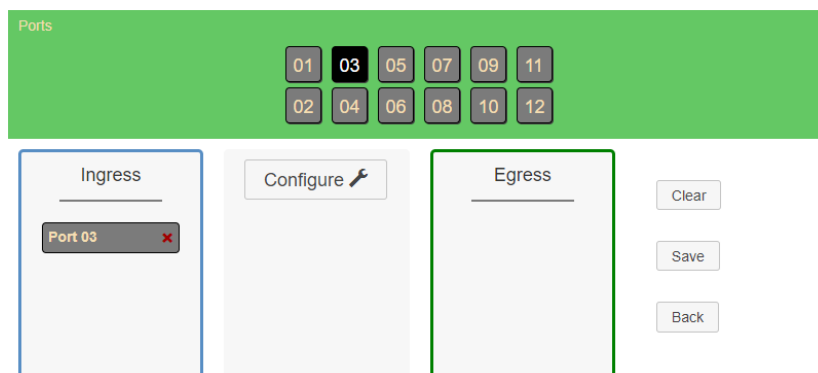 Ports
01 03 05 07 09 11
02 04 06 08 10 12
Ingress
Configure
Egress
Port 03
Clear
Save
Back